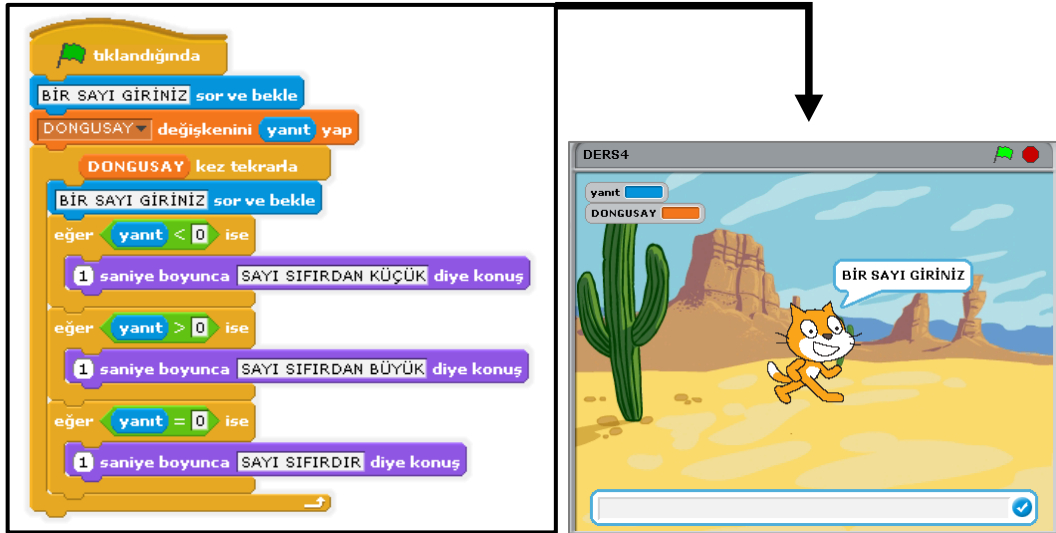 tıklandığında
BİR SAYI GİRİNİZ sor ve bekle
DONGUSAY değişkenini yanıt yap
DONGUSAY kez tekrarla
BİR SAYI GİRİNİZ sor ve bekle
eğer yanıt < 0 ise
1 saniye boyunca SAYI SIFIRDAN KÜÇÜK diye konuş
eğer yanıt > 0 ise
1 saniye boyunca SAYI SIFIRDAN BÜYÜK diye konuş
eğer yanıt = 0 ise
1 saniye boyunca SAYI SIFIRDIR diye konuş
DERS4
yanıt
DONGUSAY
BİR SAYI GİRİNİZ